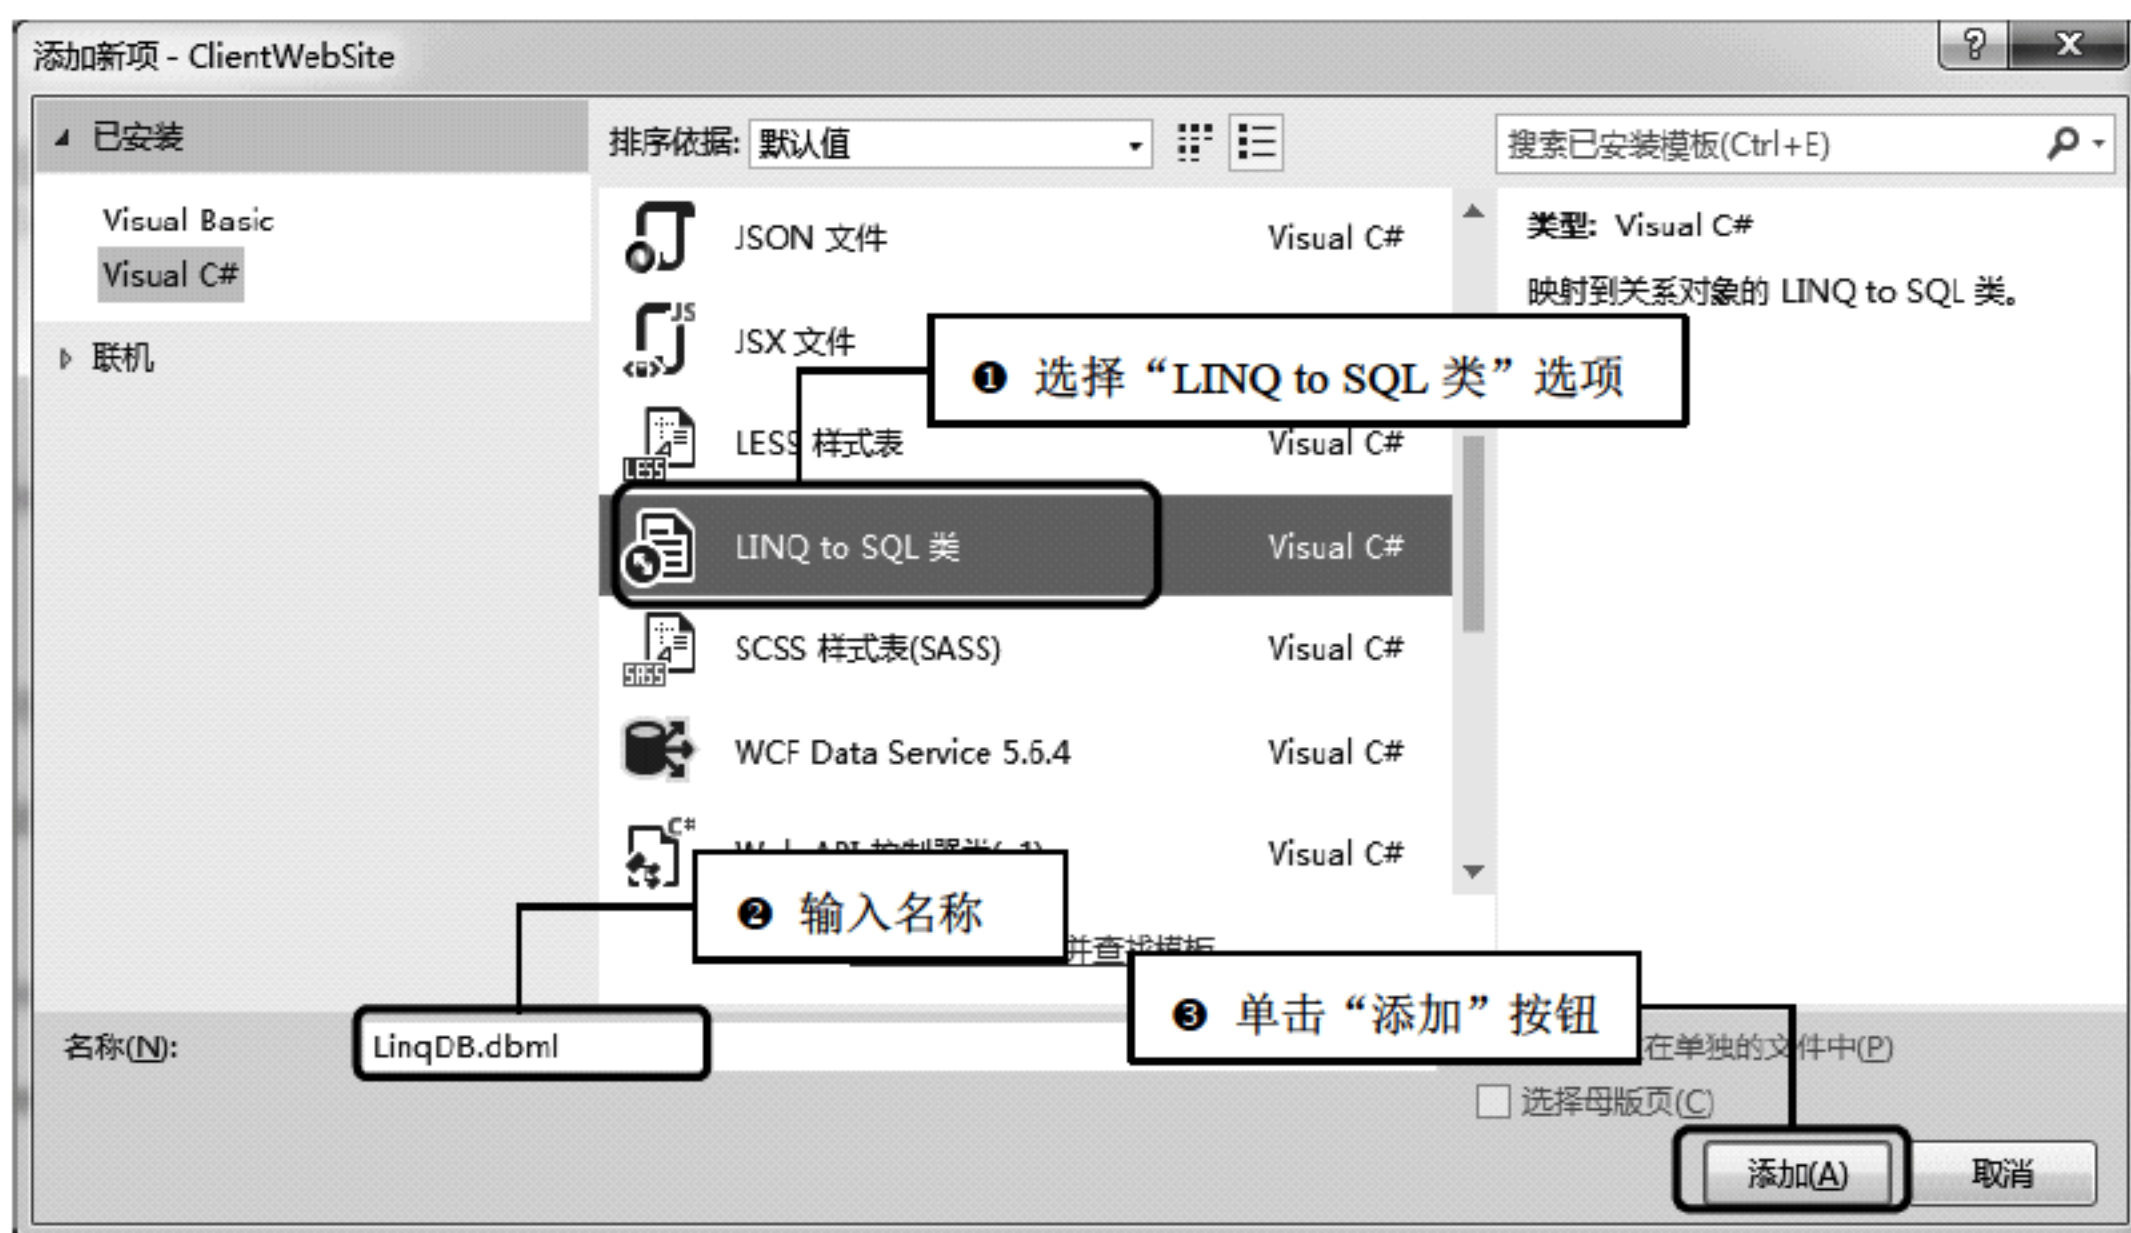 添加新项 - ClientWebSite
已安装
排序依据: 默认值
搜索已安装模板(Ctrl+E)
Visual Basic
Visual C#
联机
JSON 文件 Visual C#
JSX 文件
LESS 样式表 Visual C#
LINQ to SQL 类 Visual C#
SCSS 样式表(SASS) Visual C#
WCF Data Service 5.6.4 Visual C#
Visual C#
并查找模板
类型: Visual C#
映射到关系对象的 LINQ to SQL 类。
❶ 选择“LINQ to SQL 类”选项
❷ 输入名称
❸ 单击“添加”按钮
名称(N): LinqDB.dbml
在单独的文件中(P)
选择母版页(C)
添加(A) 取消